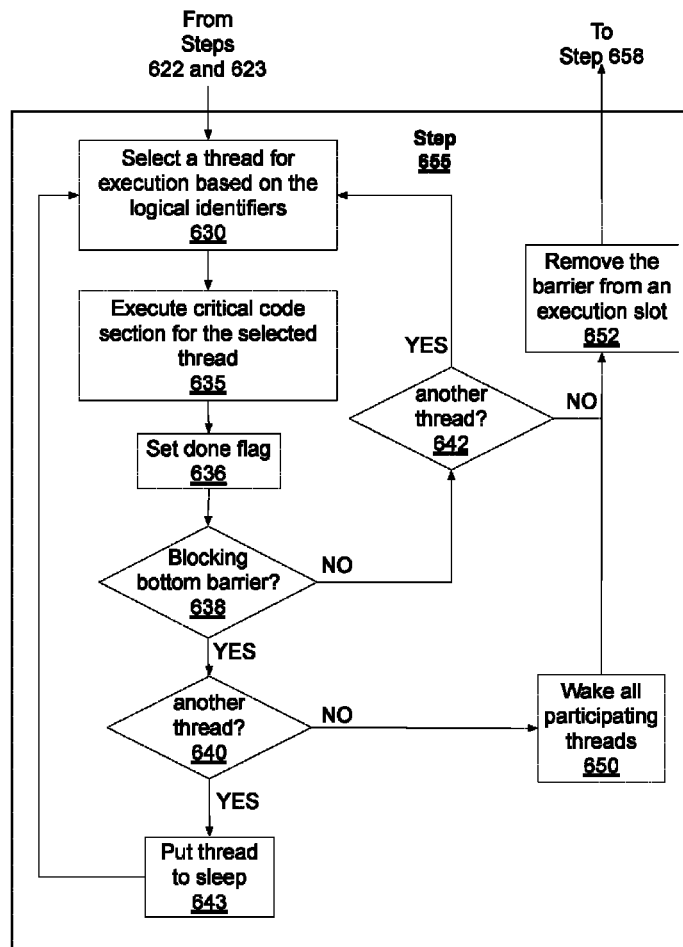 From
Steps
622 and 623
To
Step 658
Step
655
Select a thread for
execution based on the
logical identifiers
630
Remove the
barrier from an
execution slot
652
Execute critical code
section for the selected
thread
635
YES
another
thread?
642
NO
Set done flag
636
Blocking
bottom barrier?
638
NO
YES
another
thread?
640
NO
Wake all
participating
threads
650
YES
Put thread
to sleep
643